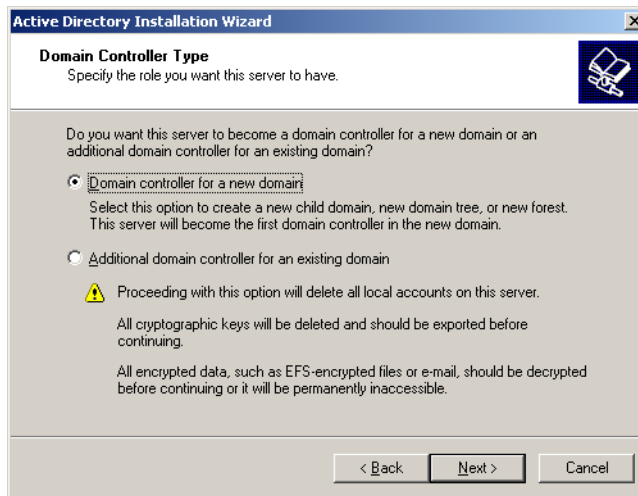 Active Directory Installation Wizard
Domain Controller Type
Specify the role you want this server to have.
Do you want this server to become a domain controller for a new domain or an
additional domain controller for an existing domain?
Domain controller for a new domain
Select this option to create a new child domain, new domain tree, or new forest.
This server will become the first domain controller in the new domain.
Additional domain controller for an existing domain
Proceeding with this option will delete all local accounts on this server.
All cryptographic keys will be deleted and should be exported before
continuing.
All encrypted data, such as EFS-encrypted files or e-mail, should be decrypted
before continuing or it will be permanently inaccessible.
< Back Next > Cancel